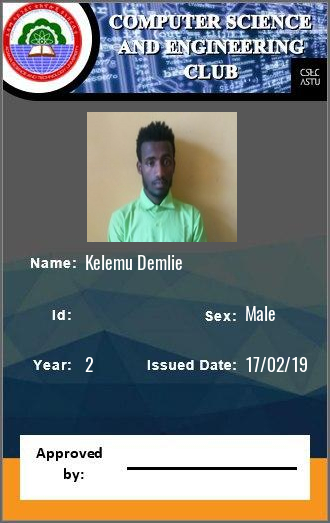 COMPUTER SCIENCE
AND ENGINEERING
CLUB
CSEC
ASTU
Name: Kelemu Demlie
Id:
Sex: Male
Year: 2
Issued Date: 17/02/19
Approved
by: